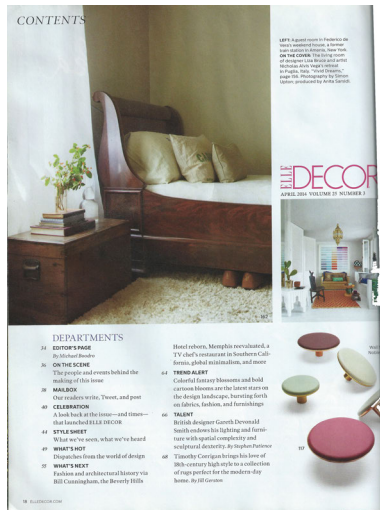 CONTENTS
LEFT: A guest room in Federico de
Vera's weekend house, a former
train station in Ancram, New York.
ON THE COVER: The living room
of designer Liza Bruce and artist
Nicholas Alvis Vega's retreat
in Puglia, Italy. "Vivid Dreams,"
page 156. Photography by Simon
Upton; produced by Anita Sarsidi.
ELLE
DECOR
APRIL 2014 VOLUME 25 NUMBER 3
DEPARTMENTS
34 EDITOR'S PAGE
By Michael Boodro
36 ON THE SCENE
The people and events behind the
making of this issue
38 MAILBOX
Our readers write, Tweet, and post
40 CELEBRATION
A look back at the issue—and times—
that launched ELLE DECOR
44 STYLE SHEET
What we've seen, what we've heard
49 WHAT'S HOT
Dispatches from the world of design
55 WHAT'S NEXT
Fashion and architectural history via
Bill Cunningham, the Beverly Hills
Hotel reborn, Memphis reevaluated, a
TV chef's restaurant in Southern Cali-
fornia, global minimalism, and more
64 TREND ALERT
Colorful fantasy blossoms and bold
cartoon blooms are the latest stars on
the design landscape, bursting forth
on fabrics, fashion, and furnishings
66 TALENT
British designer Gareth Devonald
Smith endows his lighting and furni-
ture with spatial complexity and
sculptural dexterity. By Stephen Patience
68 Timothy Corrigan brings his love of
18th-century high style to a collection
of rugs perfect for the modern-day
home. By Jill Gerston
117
18 ELLEDECOR.COM